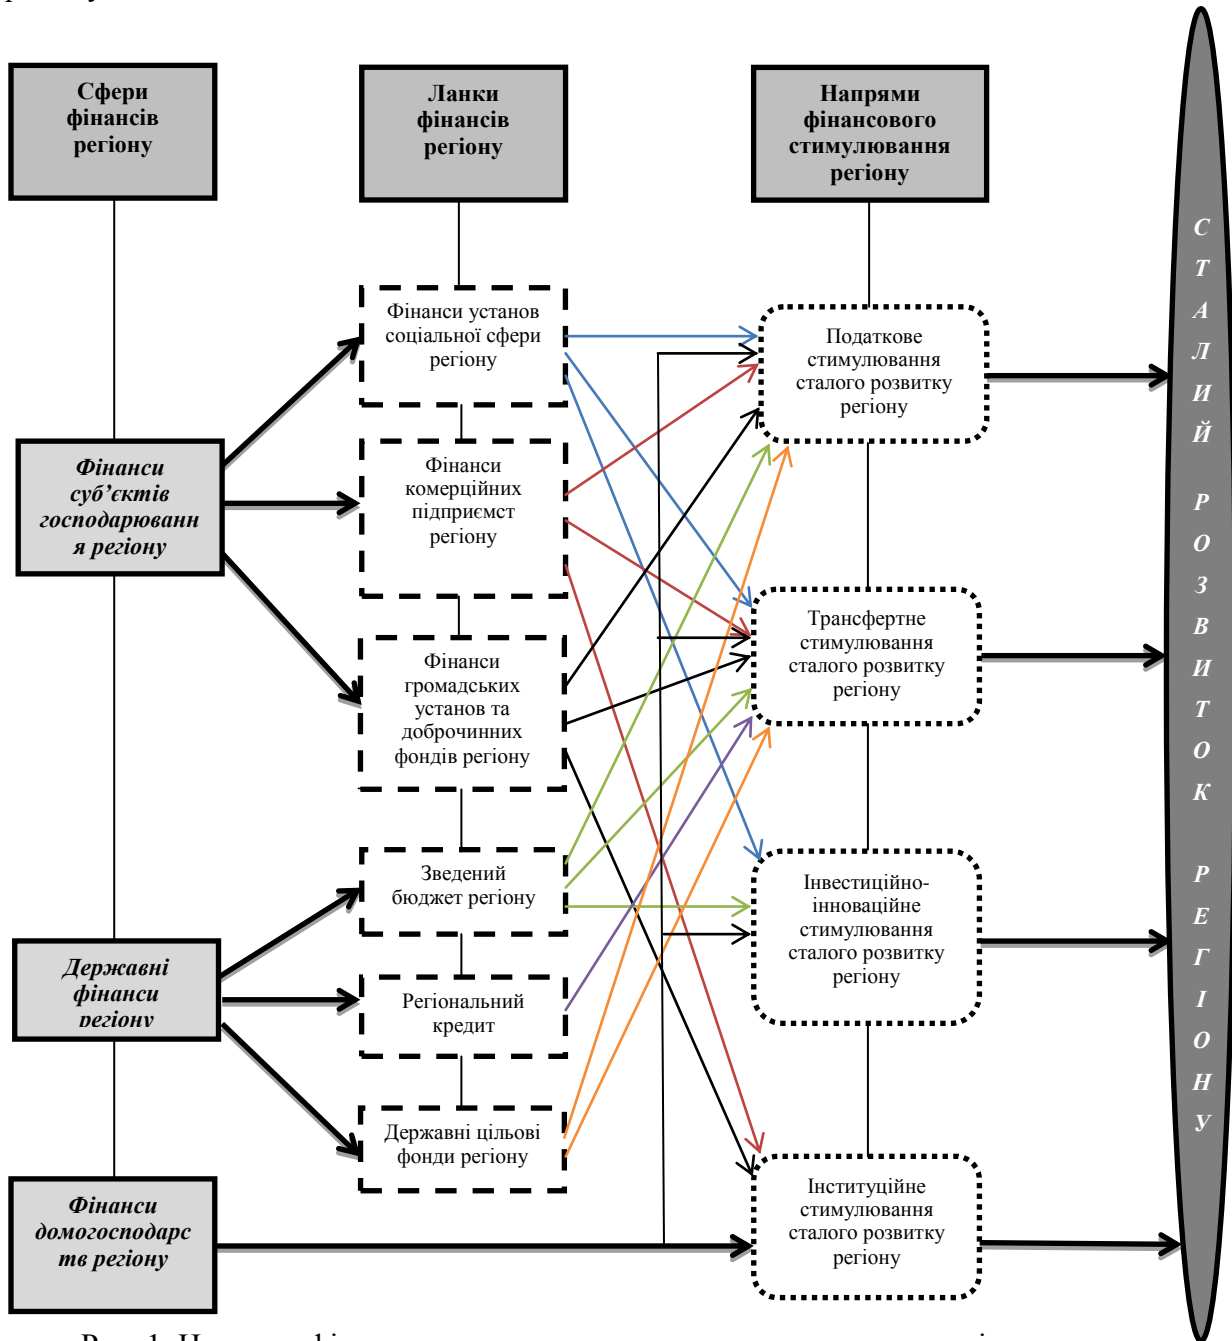 Сфери
фінансів
регіону
Ланки
фінансів
регіону
Напрями
фінансового
стимулювання
регіону
Фінанси
суб’єктів
господарюванн
я регіону
Державні
фінанси
регіону
Фінанси
домогосподарс
тв регіону
Фінанси установ
соціальної сфери
регіону
Фінанси
комерційних
підприємст
регіону
Фінанси
громадських
установ та
доброчинних
фондів регіону
Зведений
бюджет регіону
Регіональний
кредит
Державні цільові
фонди регіону
Податкове
стимулювання
сталого розвитку
регіону
Трансфертне
стимулювання
сталого розвитку
регіону
Інвестиційно-
інноваційне
стимулювання
сталого розвитку
регіону
Інституційне
стимулювання
сталого розвитку
регіону
С
Т
А
Л
И
Й
Р
О
З
В
И
Т
О
К
Р
Е
Г
І
О
Н
У